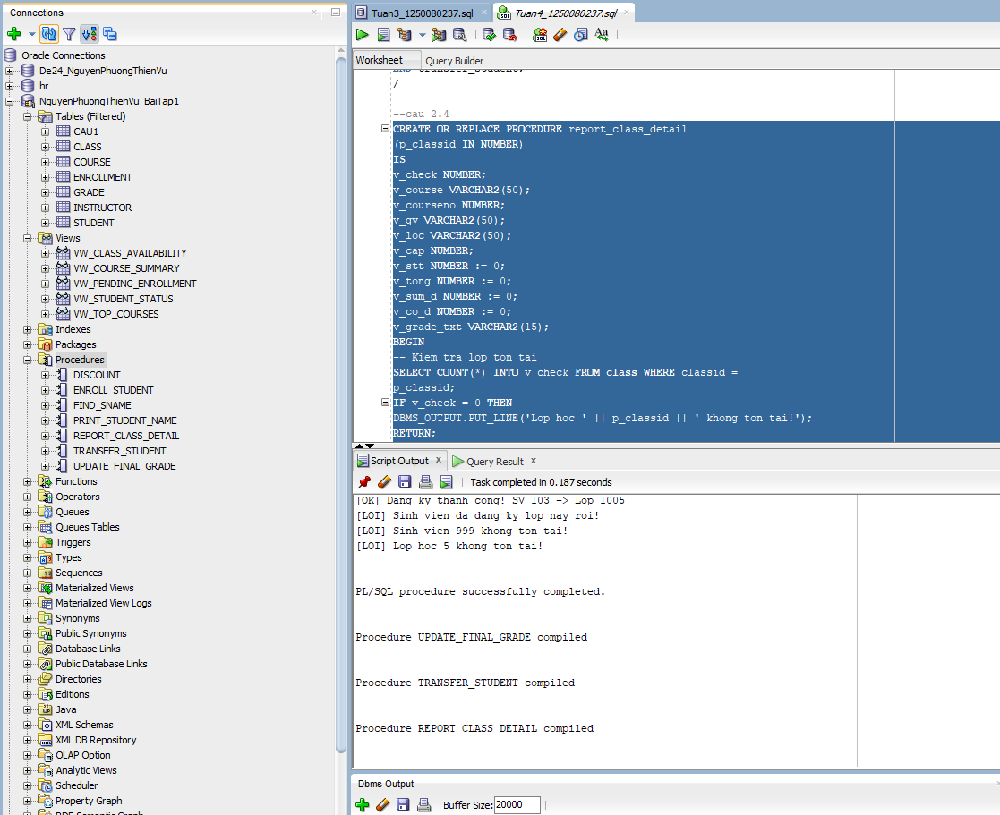 Connections
Oracle Connections
De24_NguyenPhuongThienVu
hr
NguyenPhuongThienVu_BaiTap1
Tables (Filtered)
CAU1
CLASS
COURSE
ENROLLMENT
GRADE
INSTRUCTOR
STUDENT
Views
VW_CLASS_AVAILABILITY
VW_COURSE_SUMMARY
VW_PENDING_ENROLLMENT
VW_STUDENT_STATUS
VW_TOP_COURSES
Indexes
Packages
Procedures
DISCOUNT
ENROLL_STUDENT
FIND_SNAME
PRINT_STUDENT_NAME
REPORT_CLASS_DETAIL
TRANSFER_STUDENT
UPDATE_FINAL_GRADE
Functions
Operators
Queues
Queues Tables
Triggers
Types
Sequences
Materialized Views
Materialized View Logs
Synonyms
Public Synonyms
Database Links
Public Database Links
Directories
Editions
Java
XML Schemas
XML DB Repository
OLAP Option
Analytic Views
Scheduler
Property Graph
Tuan3_1250080237.sql
Tuan4_1250080237.sql
Worksheet
Query Builder
/
--cau 2.4
CREATE OR REPLACE PROCEDURE report_class_detail
(p_classid IN NUMBER)
IS
v_check NUMBER;
v_course VARCHAR2(50);
v_courseno NUMBER;
v_gv VARCHAR2(50);
v_loc VARCHAR2(50);
v_cap NUMBER;
v_stt NUMBER := 0;
v_tong NUMBER := 0;
v_sum_d NUMBER := 0;
v_co_d NUMBER := 0;
v_grade_txt VARCHAR2(15);
BEGIN
-- Kiem tra lop ton tai
SELECT COUNT(*) INTO v_check FROM class WHERE classid =
p_classid;
IF v_check = 0 THEN
DBMS_OUTPUT.PUT_LINE('Lop hoc ' || p_classid || ' khong ton tai!');
RETURN;
Script Output
Query Result
Task completed in 0.187 seconds
[OK] Dang ky thanh cong! SV 103 -> Lop 1005
[LOI] Sinh vien da dang ky lop nay roi!
[LOI] Sinh vien 999 khong ton tai!
[LOI] Lop hoc 5 khong ton tai!
PL/SQL procedure successfully completed.
Procedure UPDATE_FINAL_GRADE compiled
Procedure TRANSFER_STUDENT compiled
Procedure REPORT_CLASS_DETAIL compiled
Dbms Output
Buffer Size: 20000